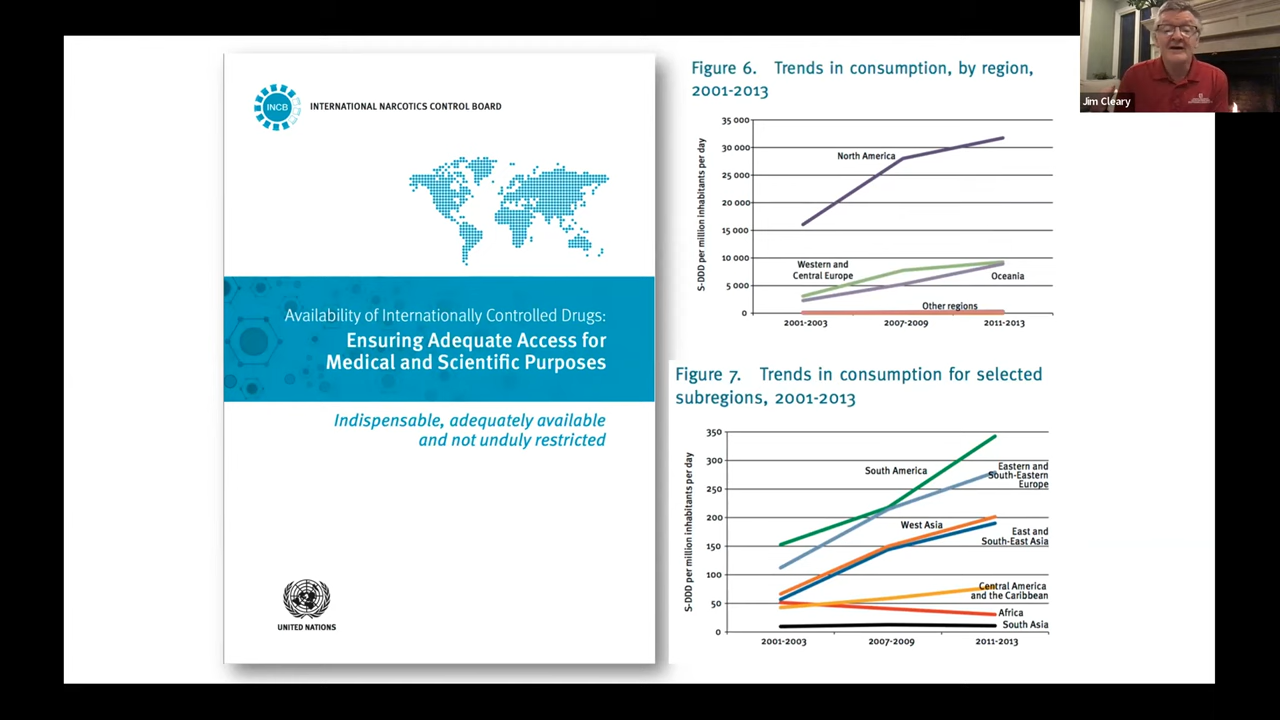 INCB
INTERNATIONAL NARCOTICS CONTROL BOARD
Availability of Internationally Controlled Drugs:
Ensuring Adequate Access for
Medical and Scientific Purposes
Indispensable, adequately available
and not unduly restricted
UNITED NATIONS
Figure 6. Trends in consumption, by region,
2001-2013
S-DDD per million inhabitants per day
35 000
30 000
25 000
20 000
15 000
10 000
5 000
0
North America
Western and
Central Europe
Oceania
Other regions
2001-2003
2007-2009
2011-2013
Figure 7. Trends in consumption for selected
subregions, 2001-2013
S-DDD per million inhabitants per day
350
300
250
200
150
100
50
0
South America
Eastern and
South-Eastern
Europe
West Asia
East and
South-East Asia
Central America
and the Caribbean
Africa
South Asia
2001-2003
2007-2009
2011-2013
Jim Cleary